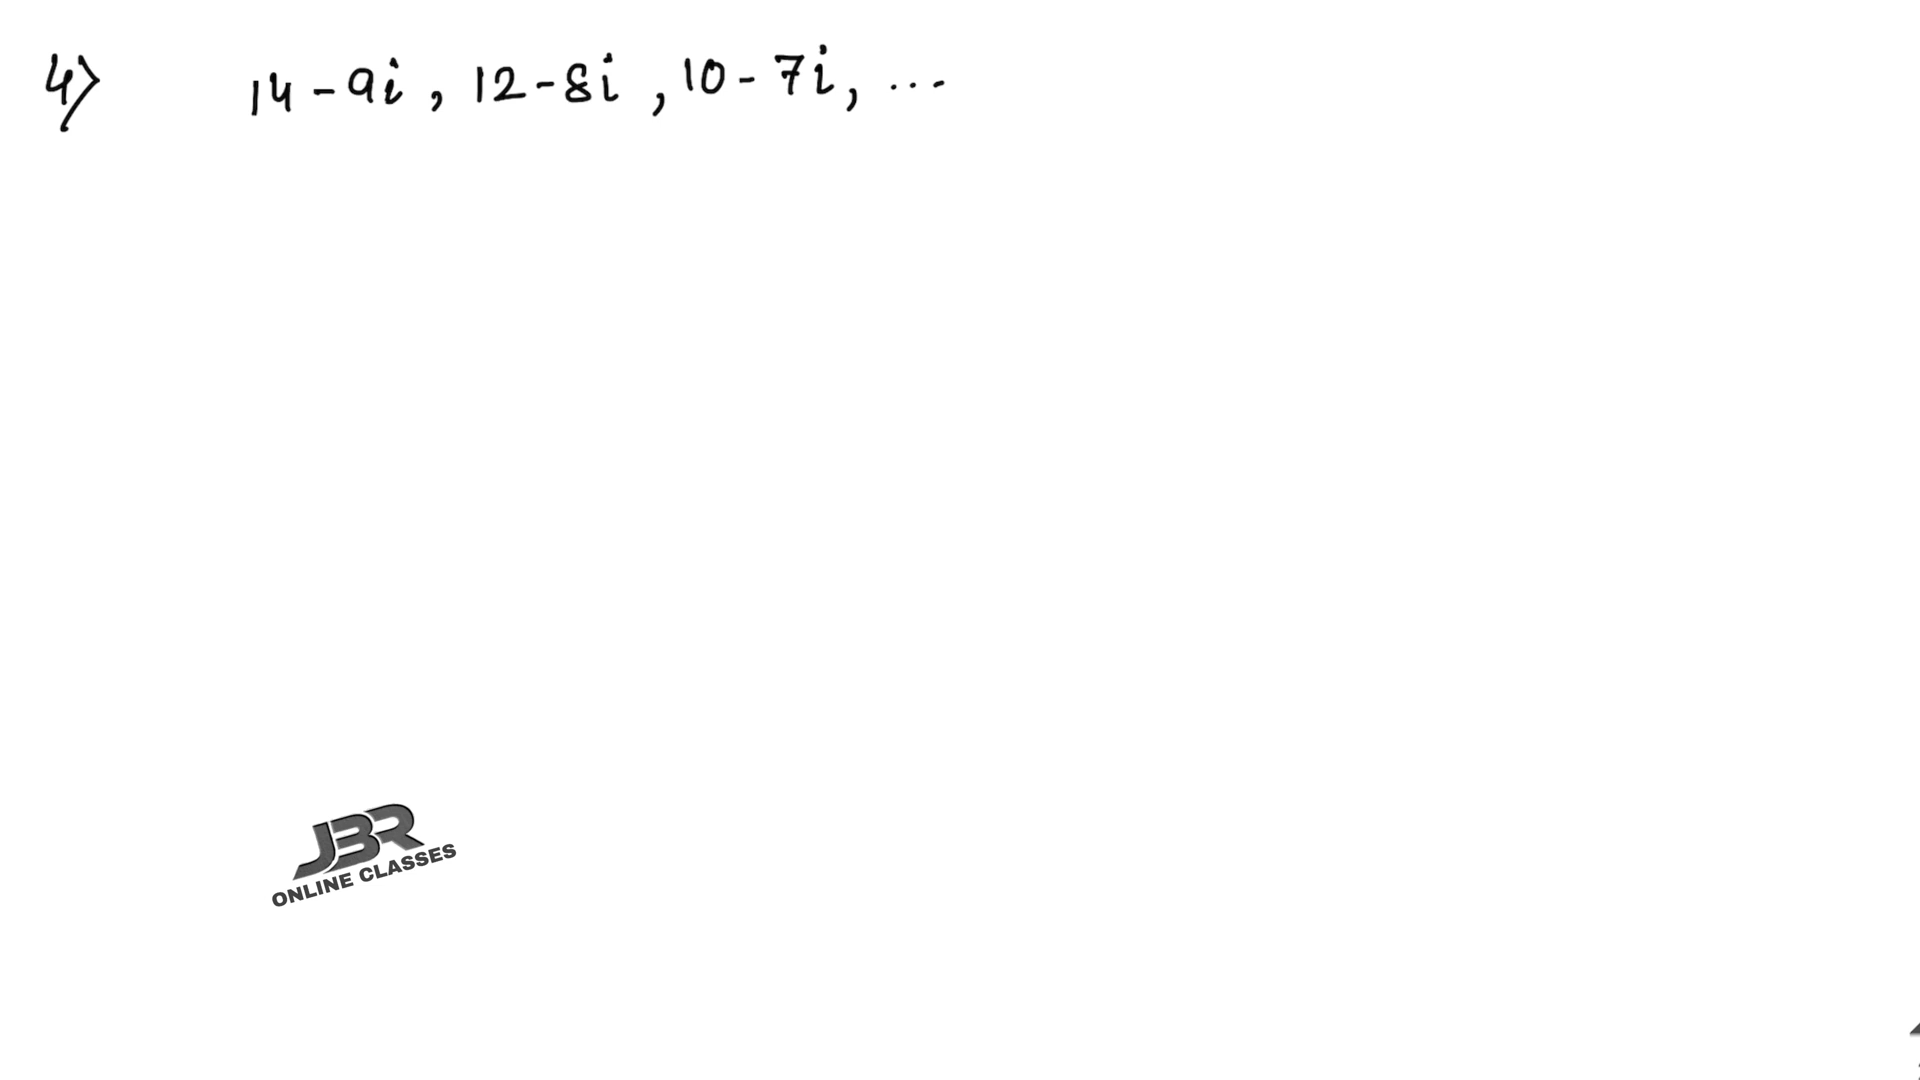 4) 14-9i, 12-8i, 10-7i, ...
JBR
ONLINE CLASSES